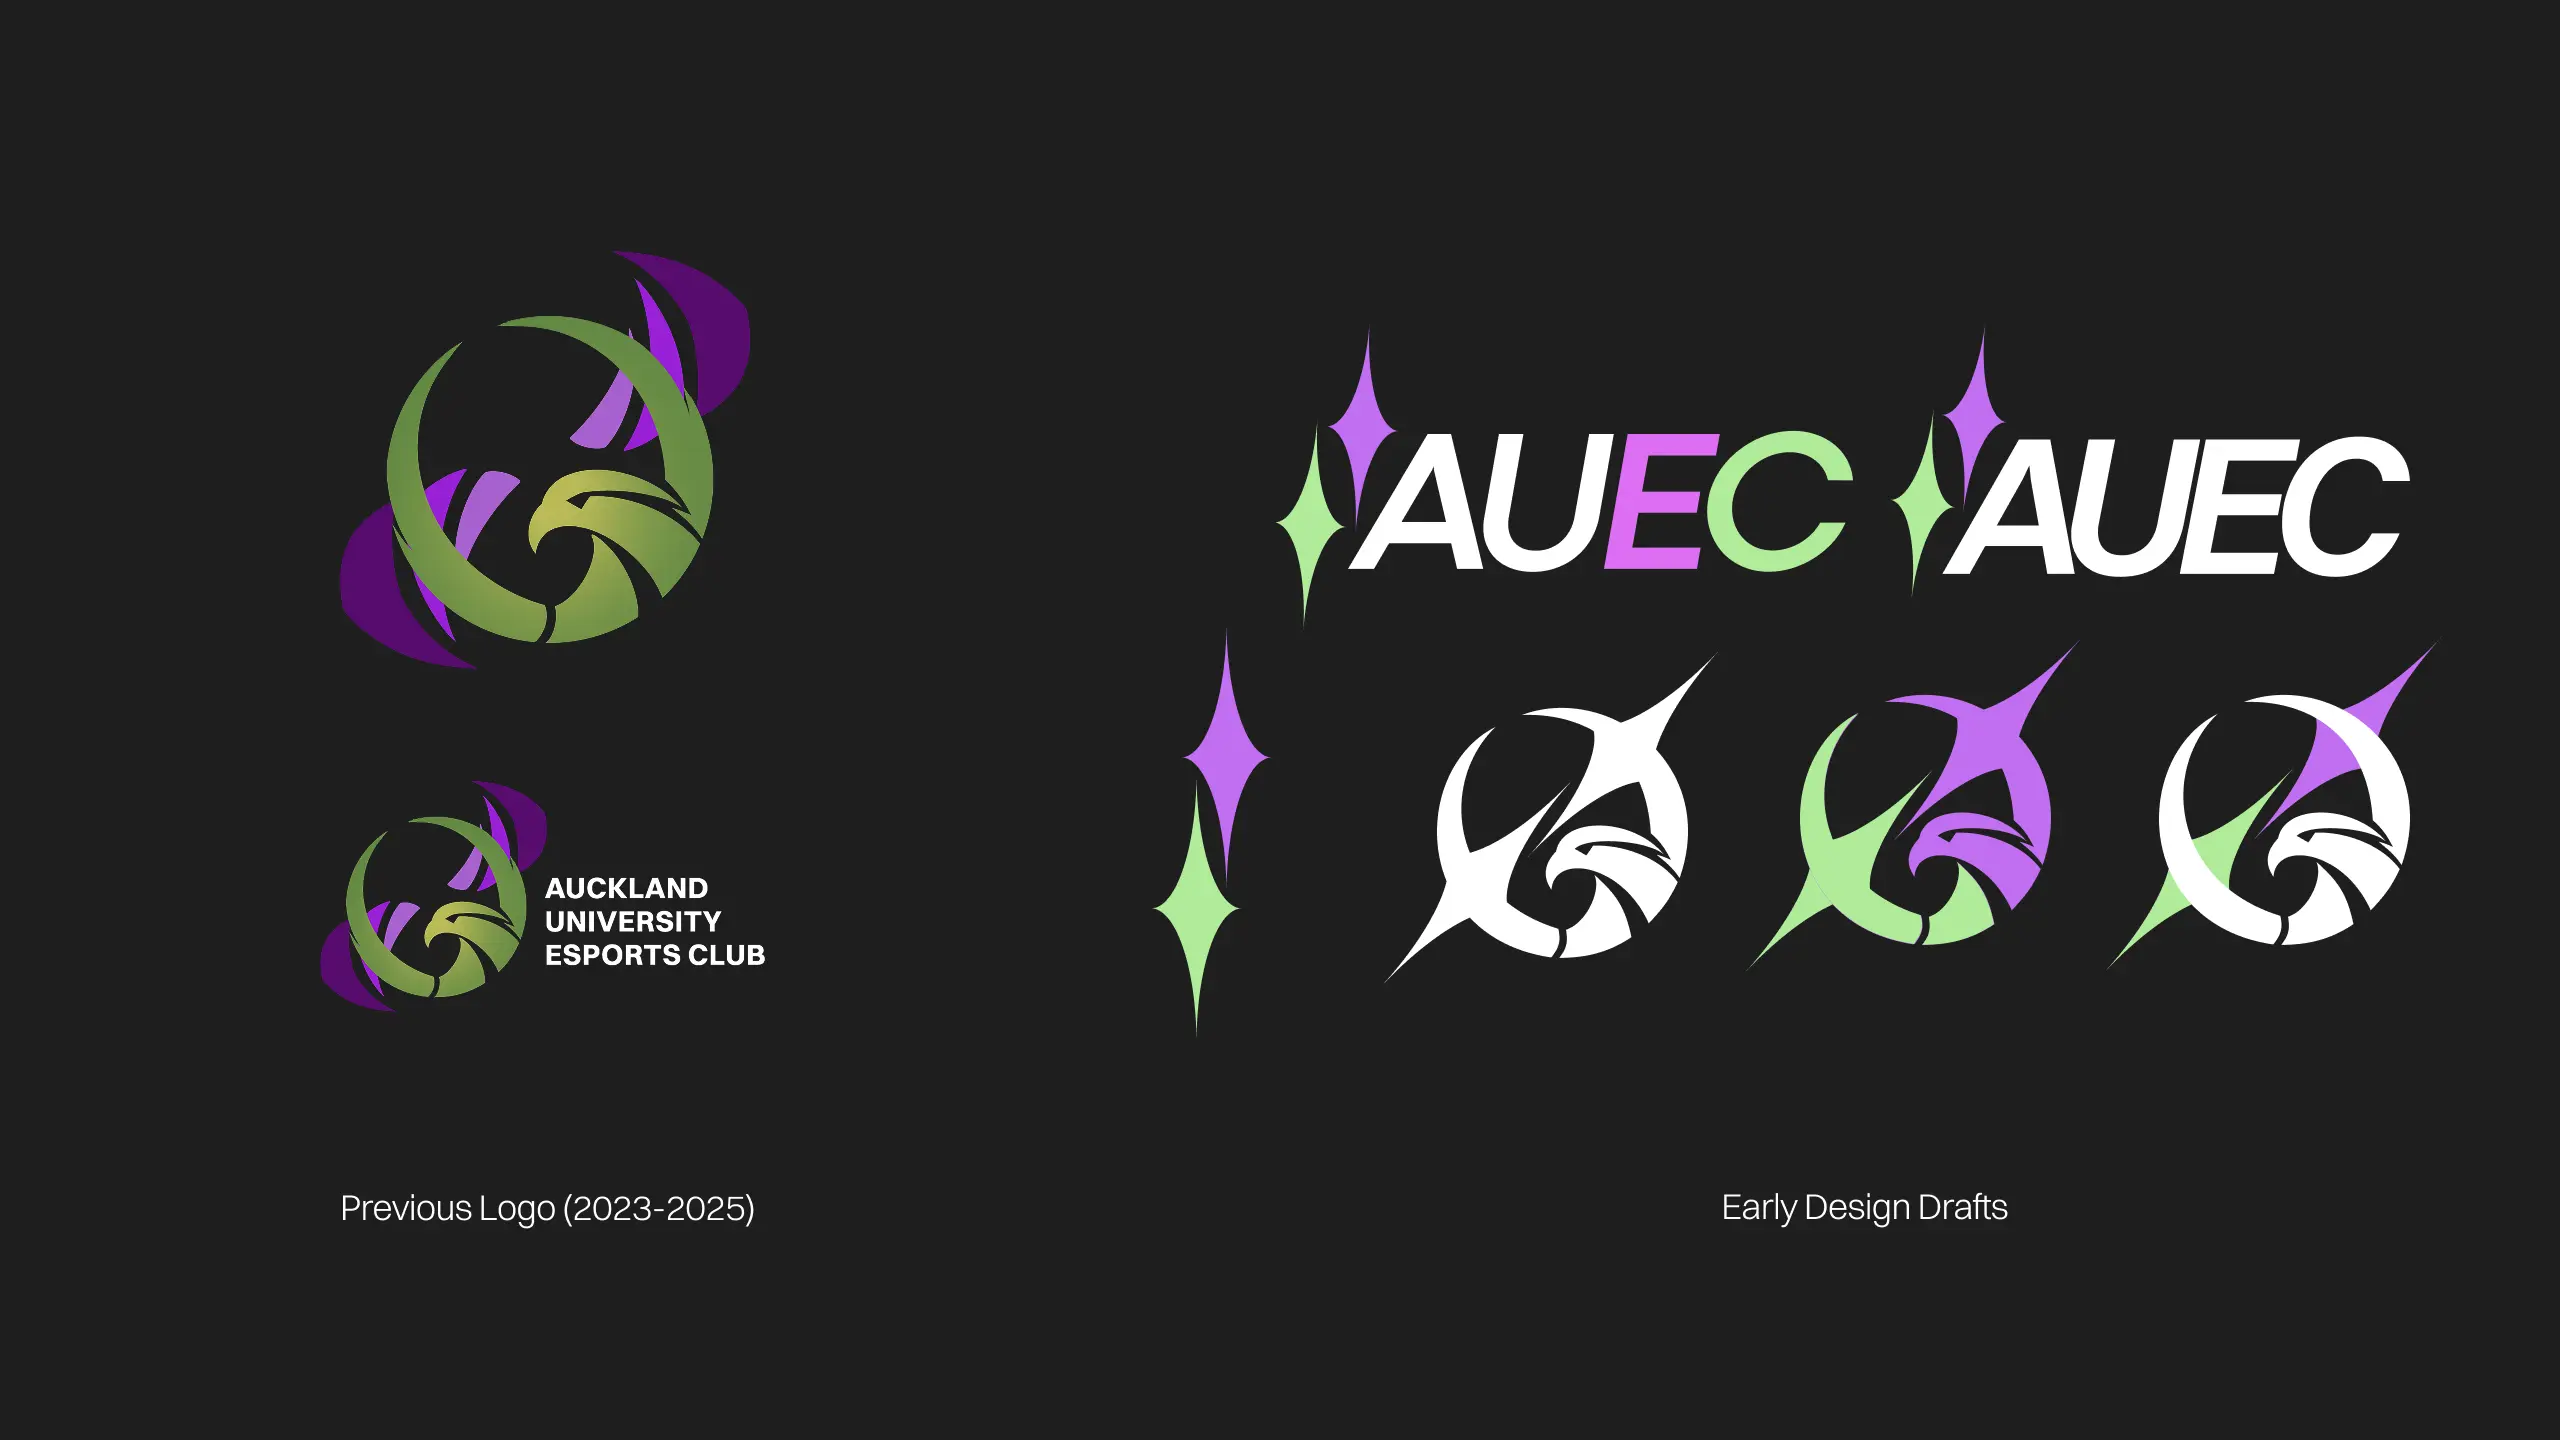 AUEC
AUEC
AUCKLAND
UNIVERSITY
ESPORTS CLUB
Previous Logo (2023-2025)
Early Design Drafts